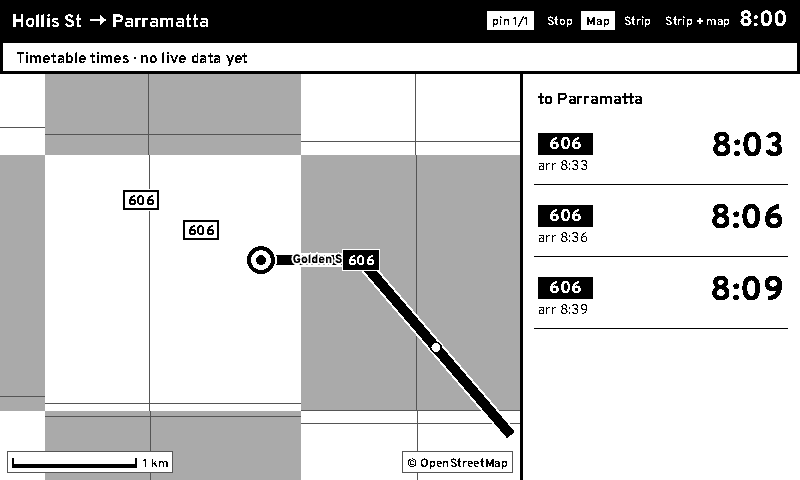 Hollis St → Parramatta
pin 1/1 Stop Map Strip Strip + map 8:00
Timetable times · no live data yet
606
606
606
1 km
© OpenStreetMap
to Parramatta
606 8:03
arr 8:33
606 8:06
arr 8:36
606 8:09
arr 8:39